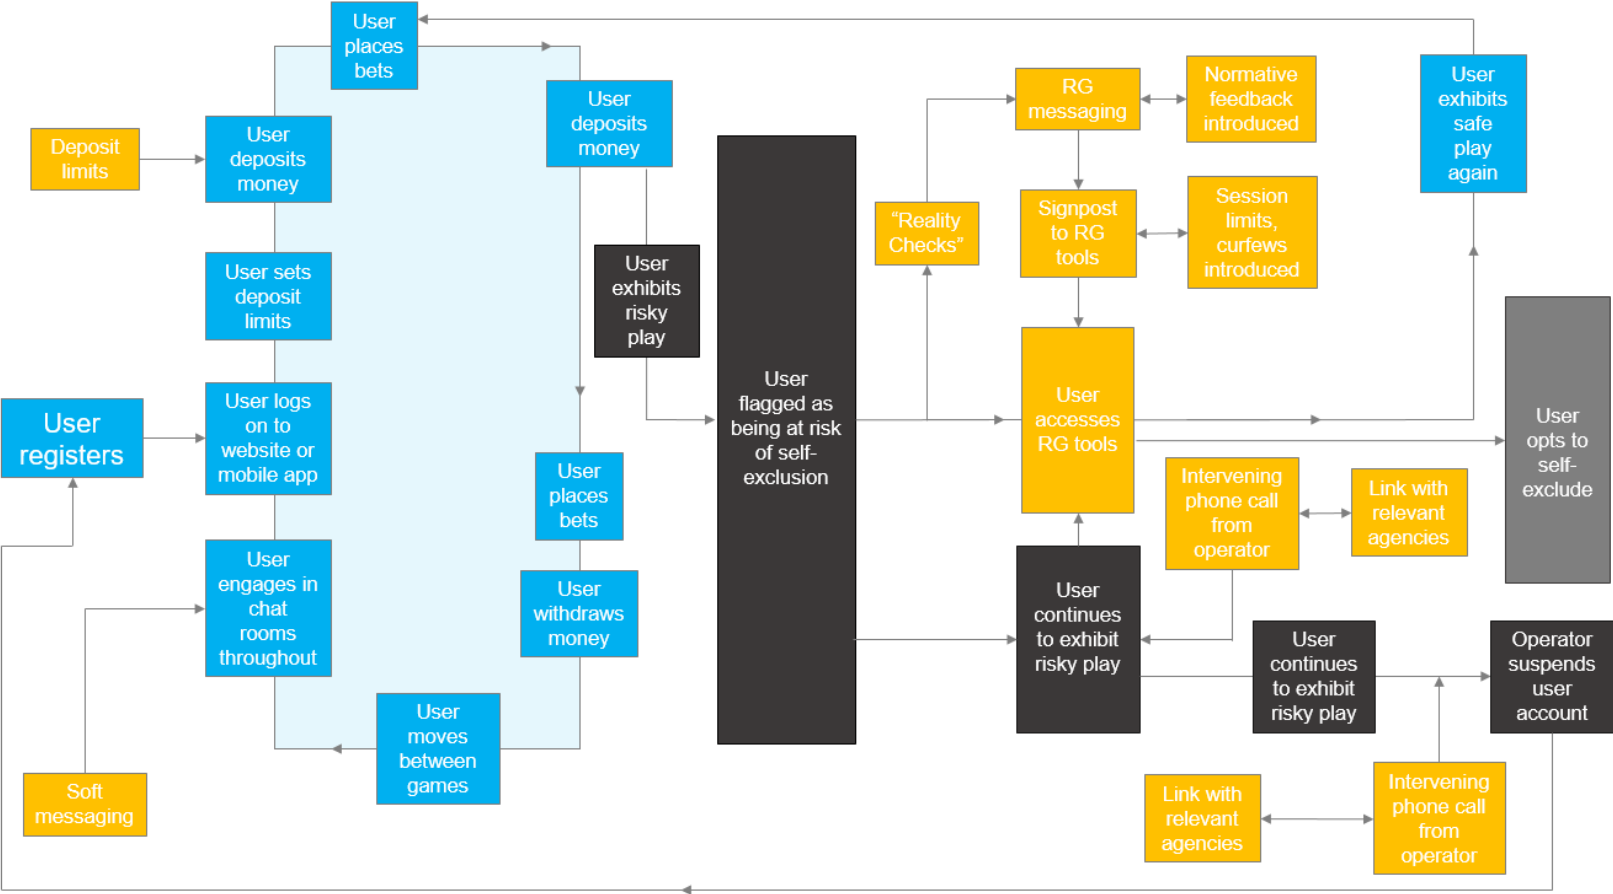 User
places
bets
User
deposits
money
Deposit
limits
User
deposits
money
User sets
deposit
limits
User
registers
User logs
on to
website or
mobile app
User
engages in
chat
rooms
throughout
Soft
messaging
User
moves
between
games
User
withdraws
money
User
places
bets
User
exhibits
risky
play
User
flagged as
being at risk
of self-
exclusion
“Reality
Checks”
RG
messaging
Normative
feedback
introduced
Signpost
to RG
tools
Session
limits,
curfews
introduced
User
accesses
RG tools
User
exhibits
safe
play
again
User
opts to
self-
exclude
Intervening
phone call
from
operator
Link with
relevant
agencies
User
continues
to exhibit
risky play
User
continues
to exhibit
risky play
Operator
suspends
user
account
Link with
relevant
agencies
Intervening
phone call
from
operator